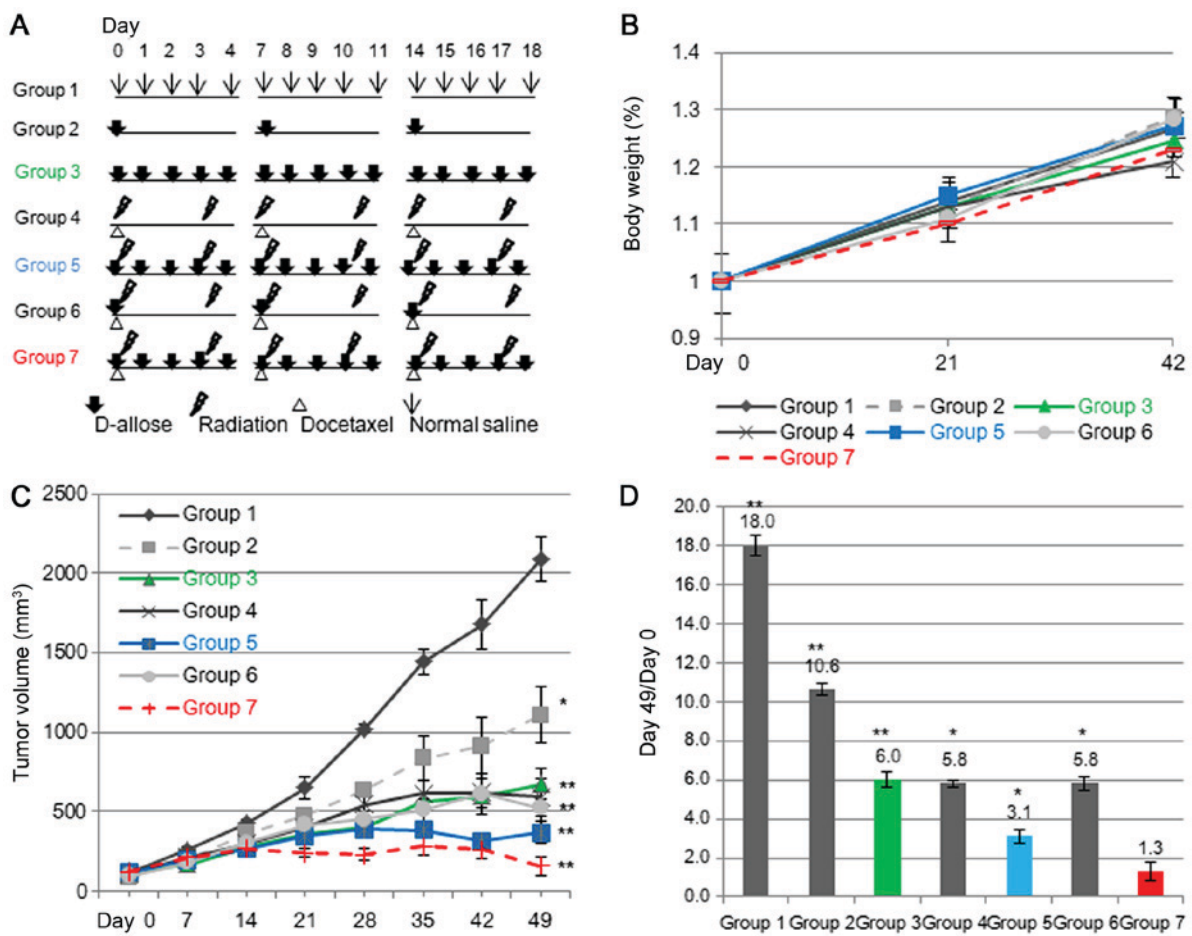 A
Day
0 1 2 3 4 7 8 9 10 11 14 15 16 17 18
Group 1
Group 2
Group 3
Group 4
Group 5
Group 6
Group 7
D-allose Radiation Docetaxel Normal saline
B
Body weight (%)
1.4
1.3
1.2
1.1
1
0.9
Day 0 21 42
Group 1 Group 2 Group 3
Group 4 Group 5 Group 6
Group 7
C
Tumor volume (mm³)
2500
2000
1500
1000
500
0
Group 1
Group 2
Group 3
Group 4
Group 5
Group 6
Group 7
*
**
**
**
**
Day 0 7 14 21 28 35 42 49
D
Day 49/Day 0
20.0
18.0
16.0
14.0
12.0
10.0
8.0
6.0
4.0
2.0
0.0
**
18.0
**
10.6
**
6.0
*
5.8
*
3.1
*
5.8
1.3
Group 1 Group 2 Group 3 Group 4 Group 5 Group 6 Group 7